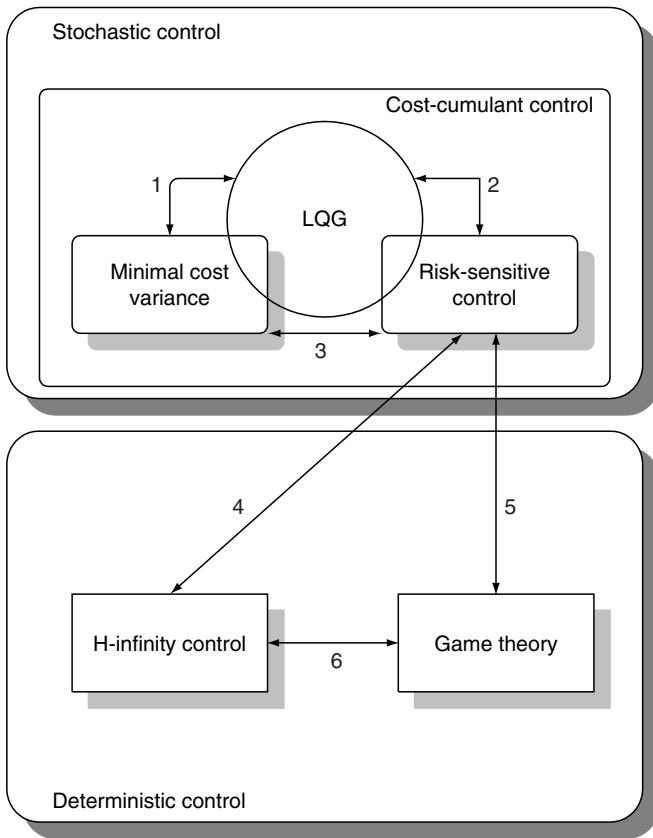 Stochastic control
Cost-cumulant control
1
2
LQG
Minimal cost
variance
Risk-sensitive
control
3
4
5
H-infinity control
Game theory
6
Deterministic control